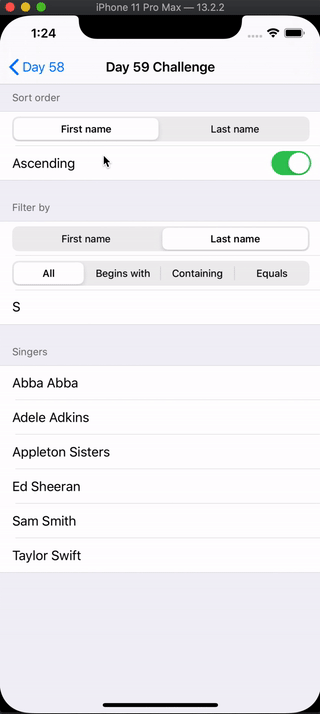 iPhone 11 Pro Max — 13.2.2
1:24
Day 58
Day 59 Challenge
Sort order
First name Last name
Ascending
Filter by
First name Last name
All Begins with Containing Equals
S
Singers
Abba Abba
Adele Adkins
Appleton Sisters
Ed Sheeran
Sam Smith
Taylor Swift